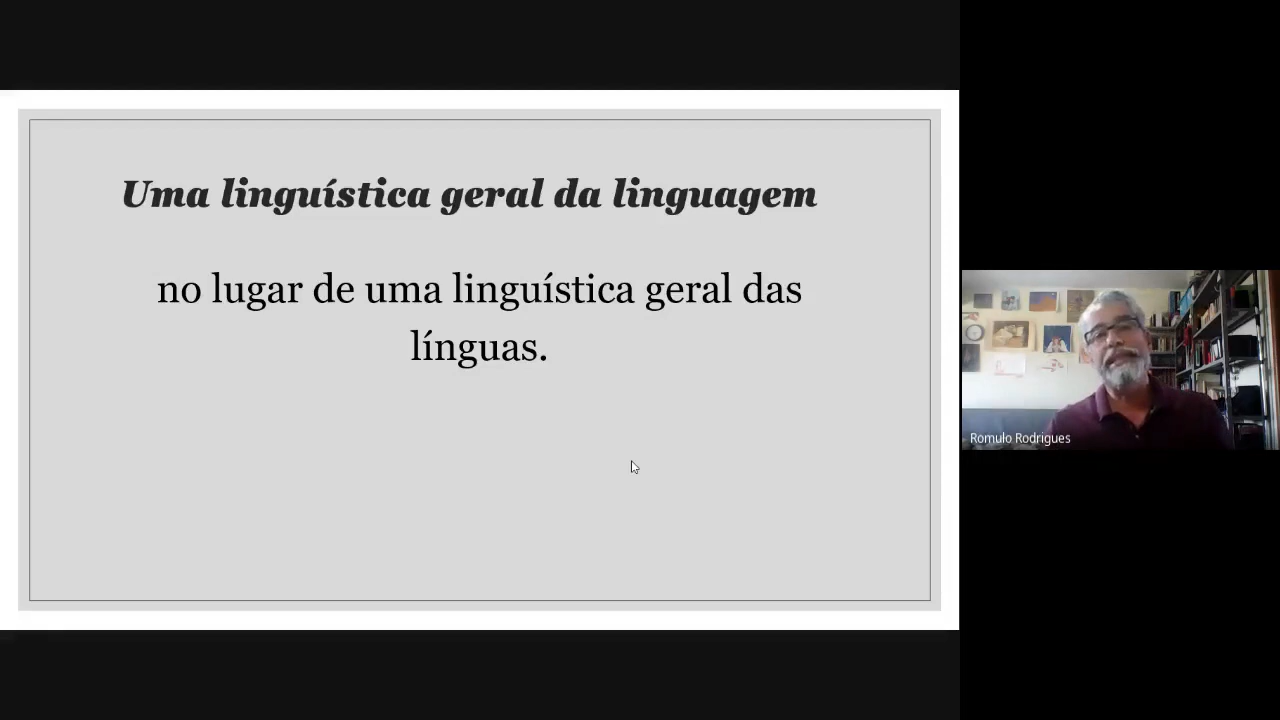 Uma linguística geral da linguagem
no lugar de uma linguística geral das
línguas.
Romulo Rodrigues